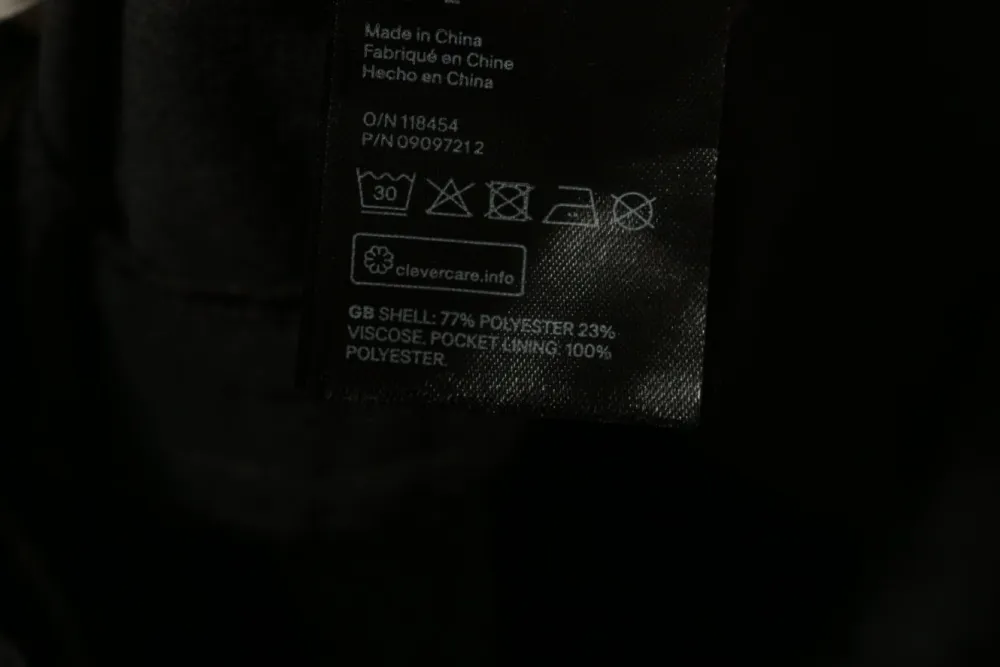 Made in China
Fabriqué en Chine
Hecho en China
O/N 118454
P/N 09097212
30
clevercare.info
GB SHELL: 77% POLYESTER 23%
VISCOSE. POCKET LINING: 100%
POLYESTER.